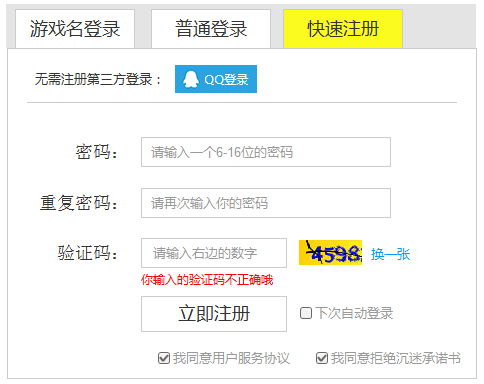 游戏名登录 普通登录 快速注册
无需注册第三方登录： QQ登录
密码： 请输入一个6-16位的密码
重复密码： 请再次输入你的密码
验证码： 请输入右边的数字 4598 换一张
你输入的验证码不正确哦
立即注册 下次自动登录
我同意用户服务协议 我同意拒绝沉迷承诺书